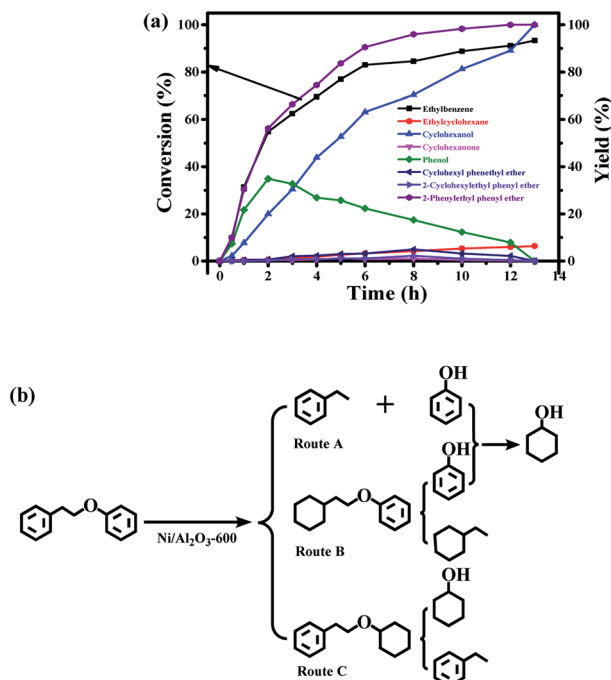 (a)
Conversion (%)
Yield (%)
100
80
60
40
20
0
100
80
60
40
20
0
Ethylbenzene
Ethylcyclohexane
Cyclohexanol
Cyclohexanone
Phenol
Cyclohexyl phenethyl ether
2-Cyclohexylethyl phenyl ether
2-Phenylethyl phenyl ether
0 2 4 6 8 10 12 14
Time (h)
(b)
OH
+
Route A
OH
OH
O
O
Ni/Al2O3-600
Route B
OH
O
Route C